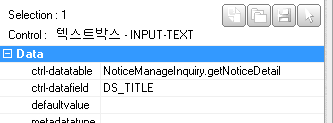 Selection : 1
Control : 텍스트박스 - INPUT-TEXT
Data
ctrl-datatable NoticeManageInquiry.getNoticeDetail
ctrl-datafield DS_TITLE
defaultvalue